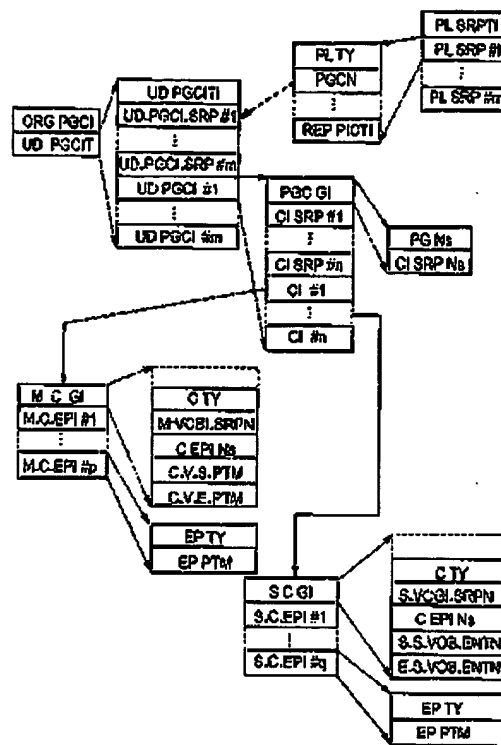 PL SRPTI
PL SRP #1
⋮
PL SRP #m
PL TY
PGCN
⋮
REP PICTI
ORG PGCI
UD PGCIT
UD PGCITI
UD.PGCI.SRP #1
⋮
UD.PGCI.SRP #m
UD PGCI #1
⋮
UD PGCI #m
PGC GI
CI SRP #1
⋮
CI SRP #n
CI #1
⋮
CI #n
PG Ns
CI SRP Ns
M C GI
M.C.EPI #1
⋮
M.C.EPI #p
C TY
M-VOBI.SRPN
C EPI Ns
C.V.S.PTM
C.V.E.PTM
EP TY
EP PTM
S C GI
S.C.EPI #1
⋮
S.C.EPI #q
C TY
S.VOGI.SRPN
C EPI Ns
S.S.VOB.ENTN
E.S.VOB.ENTN
EP TY
EP PTM